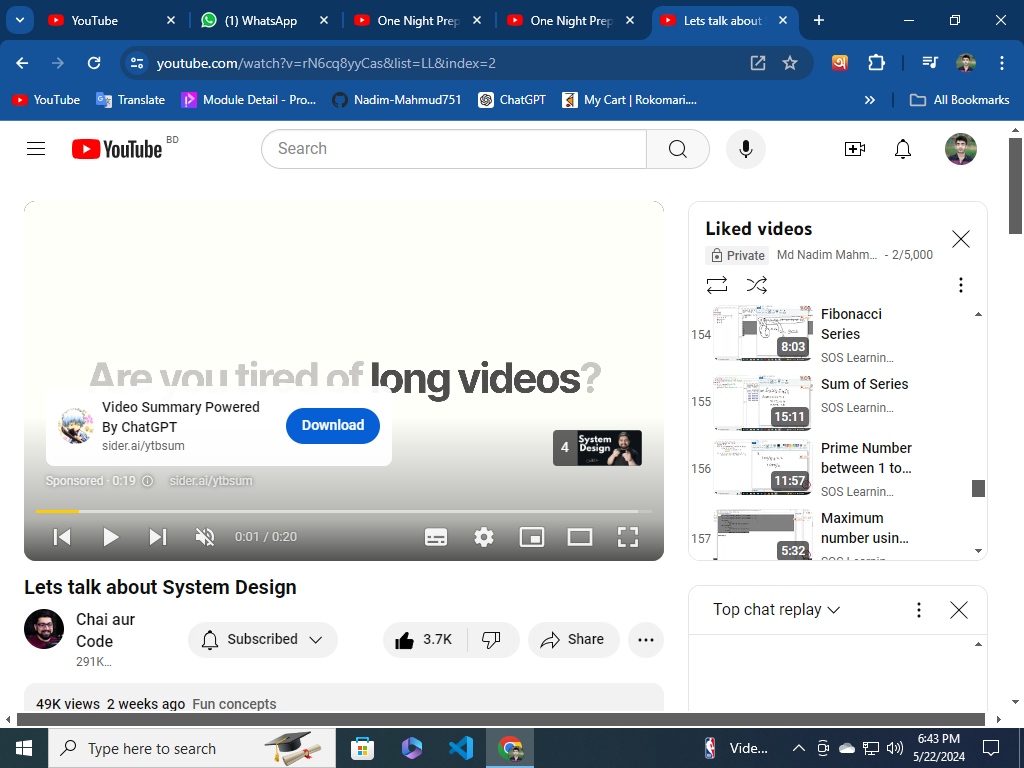 YouTube
(1) WhatsApp
One Night Prep
One Night Prep
Lets talk about
youtube.com/watch?v=rN6cq8yyCas&list=LL&index=2
YouTube
Translate
Module Detail - Pro...
Nadim-Mahmud751
ChatGPT
My Cart | Rokomari....
All Bookmarks
YouTube BD
Search
Are you tired of long videos?
Video Summary Powered
By ChatGPT
sider.ai/ytbsum
Download
4 System Design
Sponsored · 0:19
sider.ai/ytbsum
0:01 / 0:20
Liked videos
Private
Md Nadim Mahm... - 2/5,000
154
8:03
Fibonacci
Series
SOS Learnin...
155
15:11
Sum of Series
SOS Learnin...
156
11:57
Prime Number
between 1 to...
SOS Learnin...
157
5:32
Maximum
number usin...
SOS Learnin...
Lets talk about System Design
Chai aur
Code
291K...
Subscribed
3.7K
Share
Top chat replay
49K views 2 weeks ago Fun concepts
Type here to search
Vide...
6:43 PM
5/22/2024